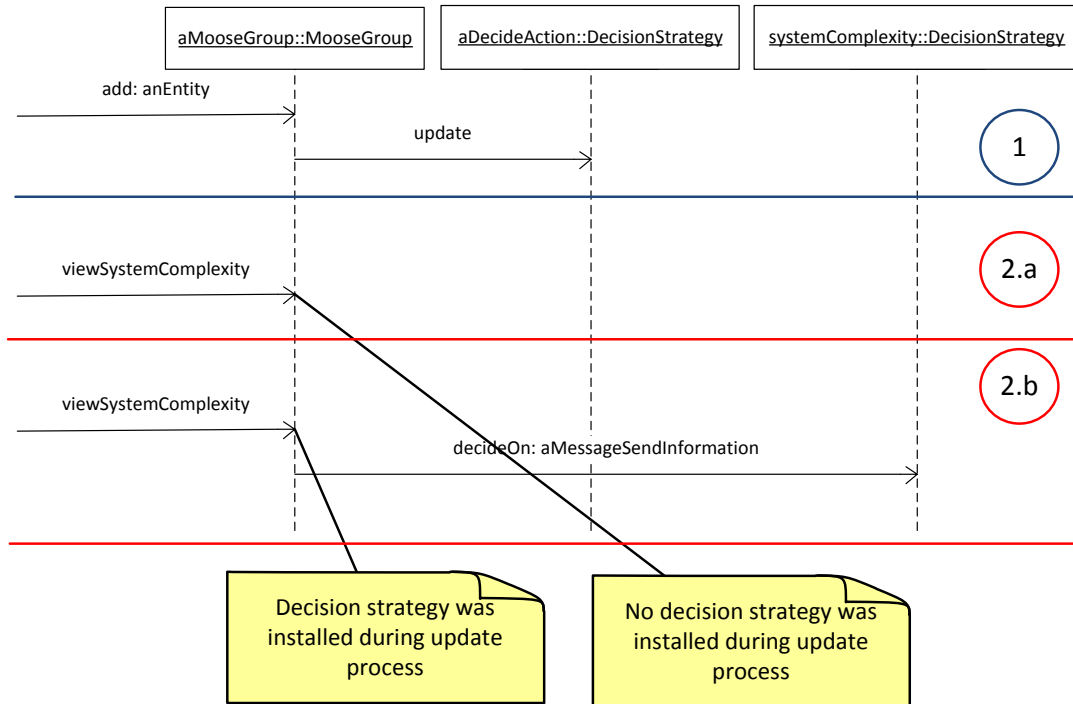 aMooseGroup::MooseGroup
aDecideAction::DecisionStrategy
systemComplexity::DecisionStrategy
add: anEntity
update
1
viewSystemComplexity
2.a
viewSystemComplexity
2.b
decideOn: aMessageSendInformation
Decision strategy was
installed during update
process
No decision strategy was
installed during update
process